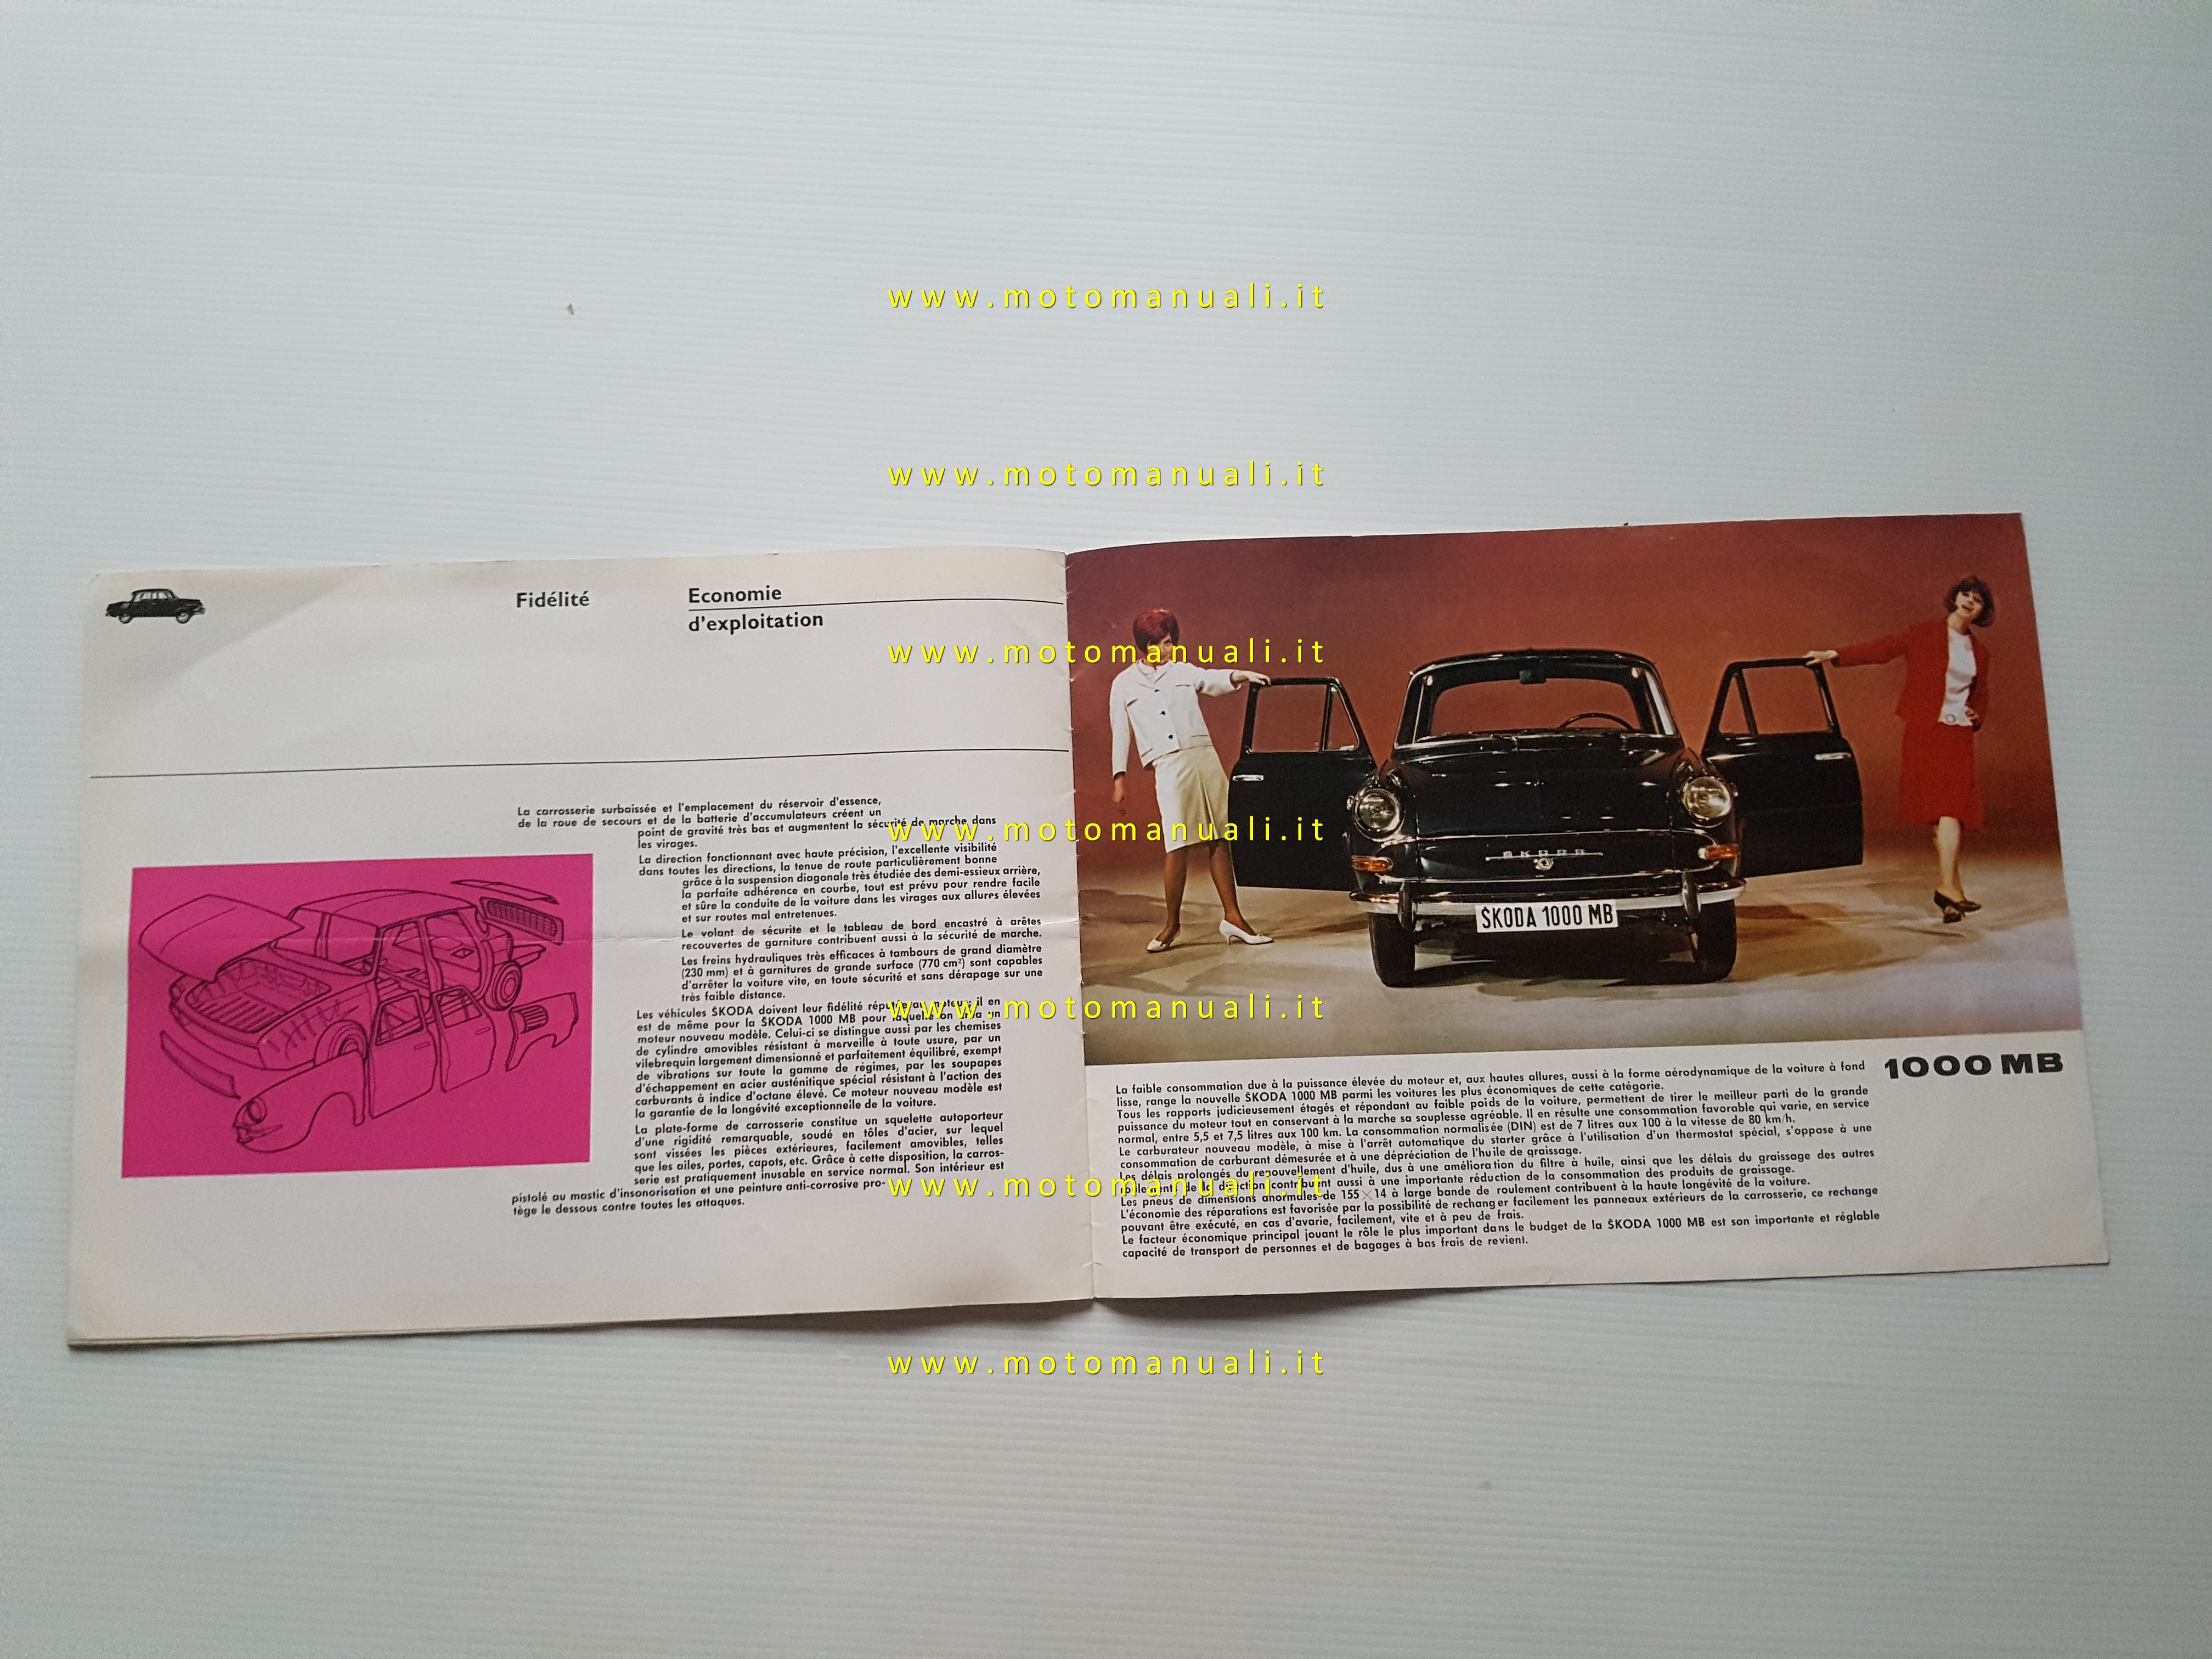 www.motomanuali.it
www.motomanuali.it
Fidélité
Economie
d'exploitation
www.motomanuali.it
La carrosserie surbaissée et l'emplacement du réservoir d'essence,
de la roue de secours et de la batterie d'accumulateurs créent un
point de gravité très bas et augmentent la sécurité de marche dans
les virages.
La direction fonctionnant avec haute précision, l'excellente visibilité
dans toutes les directions, la tenue de route particulièrement bonne
grâce à la suspension diagonale très étudiée des demi-essieux arrière,
la parfaite adhérence en courbe, tout est prévu pour rendre facile
et sûre la conduite de la voiture dans les virages aux allures élevées
et sur routes mal entretenues.
Le volant de sécurite et le tableau de bord encastré à arêtes
recouvertes de garniture contribuent aussi à la sécurité de marche.
Les freins hydrauliques très efficaces à tambours de grand diamètre
(230 mm) et à garnitures de grande surface (770 cm²) sont capables
d'arrêter la voiture vite, en toute sécurité et sans dérapage sur une
très faible distance.
Les véhicules ŠKODA doivent leur fidélité réputée au moteur; il en
est de même pour la ŠKODA 1000 MB pour laquelle on un
moteur nouveau modèle. Celui-ci se distingue aussi par les chemises
de cylindre amovibles résistant à merveille à toute usure, par un
vilebrequin largement dimensionné et parfaitement équilibré, exempt
de vibrations sur toute la gamme de régimes, par les soupapes
d'échappement en acier austénitique spécial résistant à l'action des
carburants à indice d'octane élevé. Ce moteur nouveau modèle est
la garantie de la longévité exceptionnelle de la voiture.
La plate-forme de carrosserie constitue un squelette autoporteur
d'une rigidité remarquable, soudé en tôles d'acier, sur lequel
sont vissées les pièces extérieures, facilement amovibles, telles
que les ailes, portes, capots, etc. Grâce à cette disposition, la carros-
serie est pratiquement inusable en service normal. Son intérieur est
pistolé au mastic d'insonorisation et une peinture anti-corrosive pro-
tège le dessous contre toutes les attaques.
www.motomanuali.it
www.motomanuali.it
www.motomanuali.it
ŠKODA
ŠKODA 1000 MB
1000 MB
La faible consommation due à la puissance élevée du moteur et, aux hautes allures, aussi à la forme aérodynamique de la voiture à fond
lisse, range la nouvelle ŠKODA 1000 MB parmi les voitures les plus économiques de cette catégorie.
Tous les rapports judicieusement étagés et répondant au faible poids de la voiture, permettent de tirer le meilleur parti de la grande
puissance du moteur tout en conservant à la marche sa souplesse agréable. Il en résulte une consommation favorable qui varie, en service
normal, entre 5,5 et 7,5 litres aux 100 km. La consommation normalisée (DIN) est de 7 litres aux 100 à la vitesse de 80 km/h.
Le carburateur nouveau modèle, à mise à l'arrêt automatique du starter grâce à l'utilisation d'un thermostat spécial, s'oppose à une
consommation de carburant démesurée et à une dépréciation de l'huile de graissage.
Les délais prolongés du renouvellement d'huile, dus à une amélioration du filtre à huile, ainsi que les délais du graissage des autres
de la direction contribuent aussi à une importante réduction de la consommation des produits de graissage.
Les pneus de dimensions anormales de 155×14 à large bande de roulement contribuent à la haute longévité de la voiture.
L'économie des réparations est favorisée par la possibilité de rechanger facilement les panneaux extérieurs de la carrosserie, ce rechange
pouvant être exécuté, en cas d'avarie, facilement, vite et à peu de frais.
Le facteur économique principal jouant le rôle le plus important dans le budget de la ŠKODA 1000 MB est son importante et réglable
capacité de transport de personnes et de bagages à bas frais de revient.
www.motomanuali.it